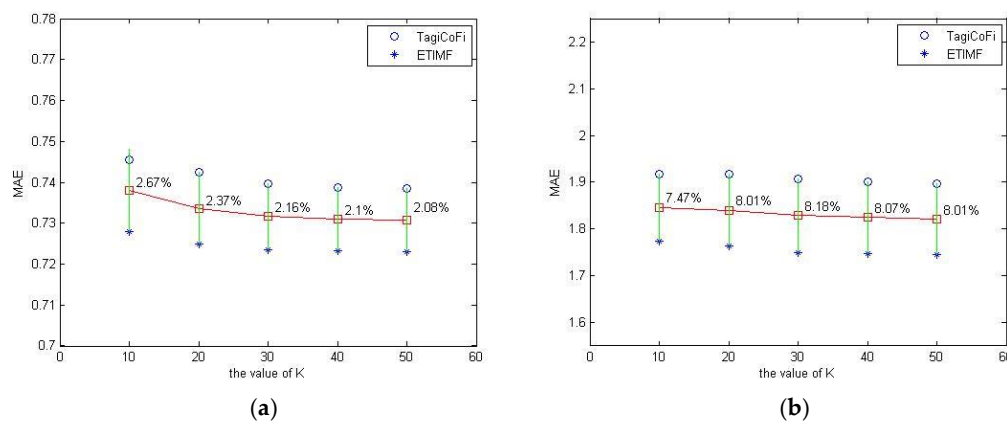 0.78
0.77
0.76
0.75
0.74
0.73
0.72
0.71
0.7
MAE
TagiCoFi
ETIMF
2.67%
2.37%
2.16%
2.1%
2.08%
0 10 20 30 40 50 60
the value of K
(a)
2.2
2.1
2
1.9
1.8
1.7
1.6
MAE
TagiCoFi
ETIMF
7.47%
8.01%
8.18%
8.07%
8.01%
0 10 20 30 40 50 60
the value of K
(b)